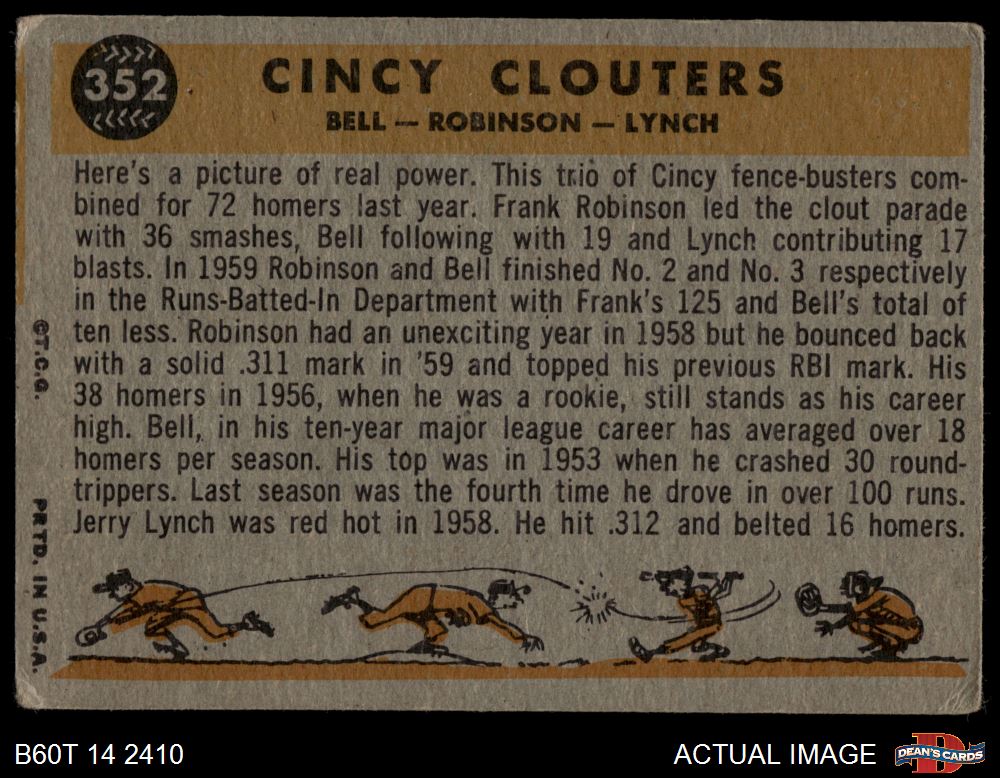 352
CINCY CLOUTERS
BELL — ROBINSON — LYNCH
Here's a picture of real power. This trio of Cincy fence-busters com-
bined for 72 homers last year. Frank Robinson led the clout parade
with 36 smashes, Bell following with 19 and Lynch contributing 17
blasts. In 1959 Robinson and Bell finished No. 2 and No. 3 respectively
in the Runs-Batted-In Department with Frank's 125 and Bell's total of
ten less. Robinson had an unexciting year in 1958 but he bounced back
with a solid .311 mark in '59 and topped his previous RBI mark. His
38 homers in 1956, when he was a rookie, still stands as his career
high. Bell, in his ten-year major league career has averaged over 18
homers per season. His top was in 1953 when he crashed 30 round-
trippers. Last season was the fourth time he drove in over 100 runs.
Jerry Lynch was red hot in 1958. He hit .312 and belted 16 homers.
©T.C.G.
PRTD. IN U.S.A.
B60T 14 2410
ACTUAL IMAGE
DEAN'S CARDS